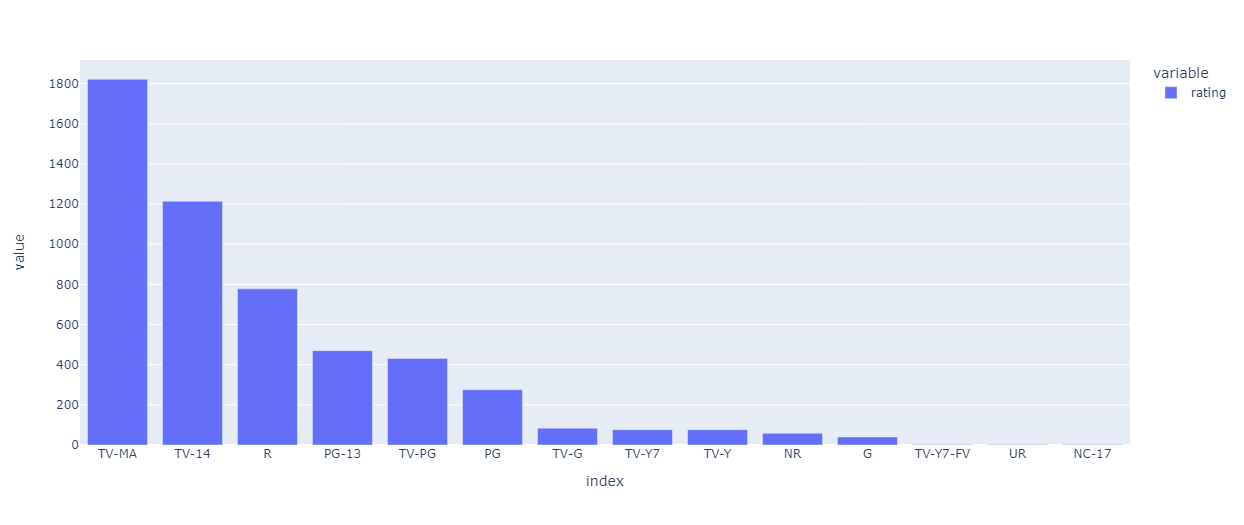 variable
rating
1800
1600
1400
1200
1000
800
600
400
200
0
value
TV-MA TV-14 R PG-13 TV-PG PG TV-G TV-Y7 TV-Y NR G TV-Y7-FV UR NC-17
index